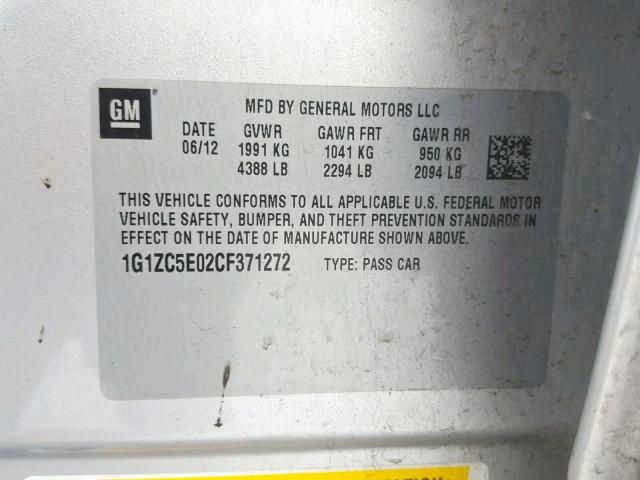 GM ®
MFD BY GENERAL MOTORS LLC
DATE GVWR GAWR FRT GAWR RR
06/12 1991 KG 1041 KG 950 KG
4388 LB 2294 LB 2094 LB
THIS VEHICLE CONFORMS TO ALL APPLICABLE U.S. FEDERAL MOTOR
VEHICLE SAFETY, BUMPER, AND THEFT PREVENTION STANDARDS IN
EFFECT ON THE DATE OF MANUFACTURE SHOWN ABOVE.
1G1ZC5E02CF371272 TYPE: PASS CAR